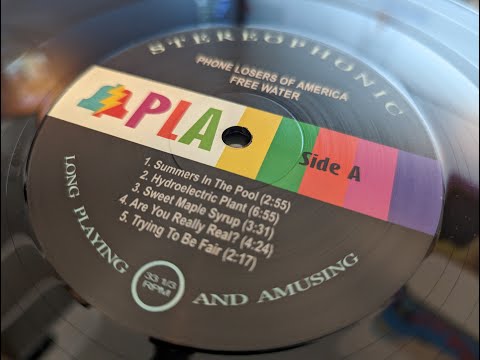 STEREOPHONIC
PHONE LOSERS OF AMERICA
FREE WATER
PLA
Side A
1. Summers In The Pool (2:55)
2. Hydroelectric Plant (6:55)
3. Sweet Maple Syrup (3:31)
4. Are You Really Real? (4:24)
5. Trying To Be Fair (2:17)
33 1/3
RPM
LONG PLAYING AND AMUSING